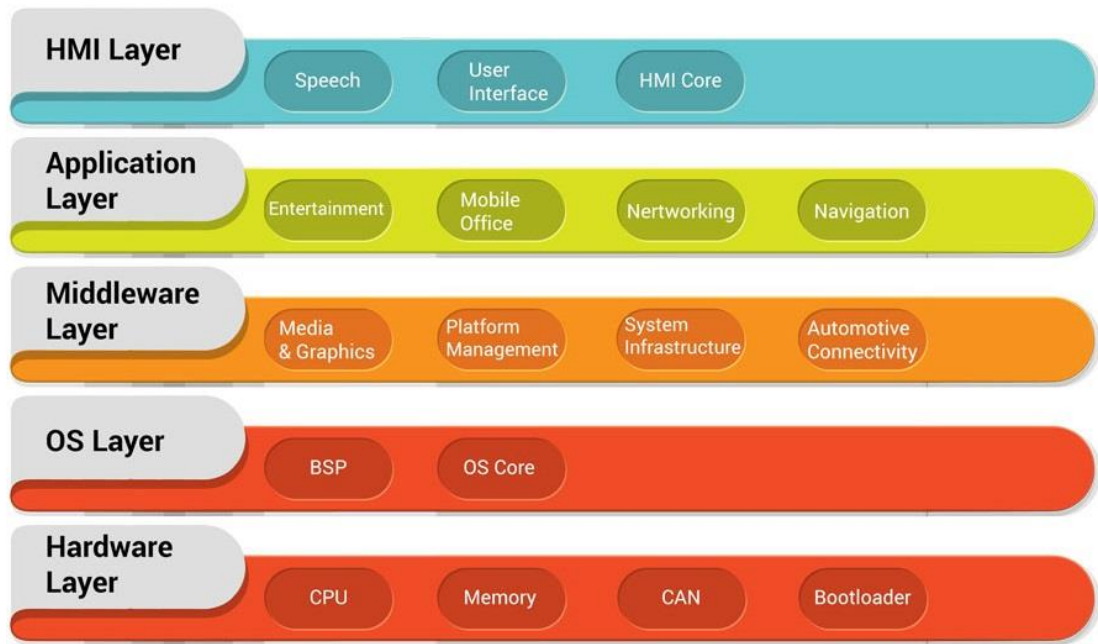 HMI Layer
Speech
User
Interface
HMI Core
Application
Layer
Entertainment
Mobile
Office
Nertworking
Navigation
Middleware
Layer
Media
& Graphics
Platform
Management
System
Infrastructure
Automotive
Connectivity
OS Layer
BSP
OS Core
Hardware
Layer
CPU
Memory
CAN
Bootloader